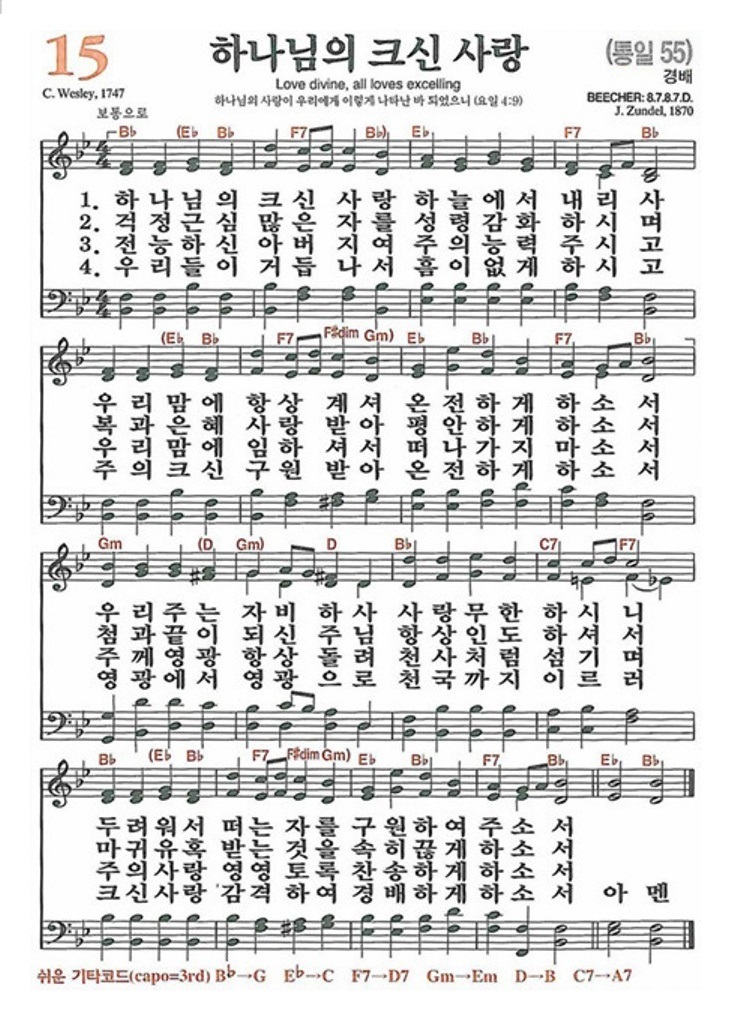 15
하나님의 크신 사랑
(통일 55)
Love divine, all loves excelling
경배
C. Wesley, 1747
하나님의 사랑이 우리에게 이렇게 나타난 바 되었으니 (요일 4:9)
BEECHER: 8.7.8.7.D.
보통으로
J. Zundel, 1870
B♭ (E♭ B♭ F7 B♭) E♭ F7 B♭
1. 하나님의 크신 사랑 하늘에서 내리사
2. 걱정근심 많은 자를 성령감화 하시며
3. 전능하신 아버지여 주의능력 주시고
4. 우리들이 거듭나서 흠이없게 하시고
(E♭ B♭ F7 F#dim Gm) E♭ B♭ F7 B♭
우리맘에 항상 계셔 온전하게 하소서
복과은혜 사랑 받아 평안하게 하소서
우리맘에 임하셔서 떠나가지 마소서
주의크신 구원 받아 온전하게 하소서
Gm (D Gm) D B♭ C7 F7
우리주는 자비하사 사랑무한 하시니
첨과끝이 되신 주님 항상인도 하셔서
주께영광 항상 돌려 천사처럼 섬기며
영광에서 영광으로 천국까지 이르러
B♭ (E♭ B♭ F7 F#dim Gm) E♭ B♭ F7 B♭ E♭ B♭
두려워서 떠는 자를 구원하여 주소서
마귀유혹 받는 것을 속히끊게 하소서
주의사랑 영영토록 찬송하게 하소서
크신사랑 감격하여 경배하게 하소서 아멘
쉬운 기타코드(capo=3rd) B♭→G E♭→C F7→D7 Gm→Em D→B C7→A7